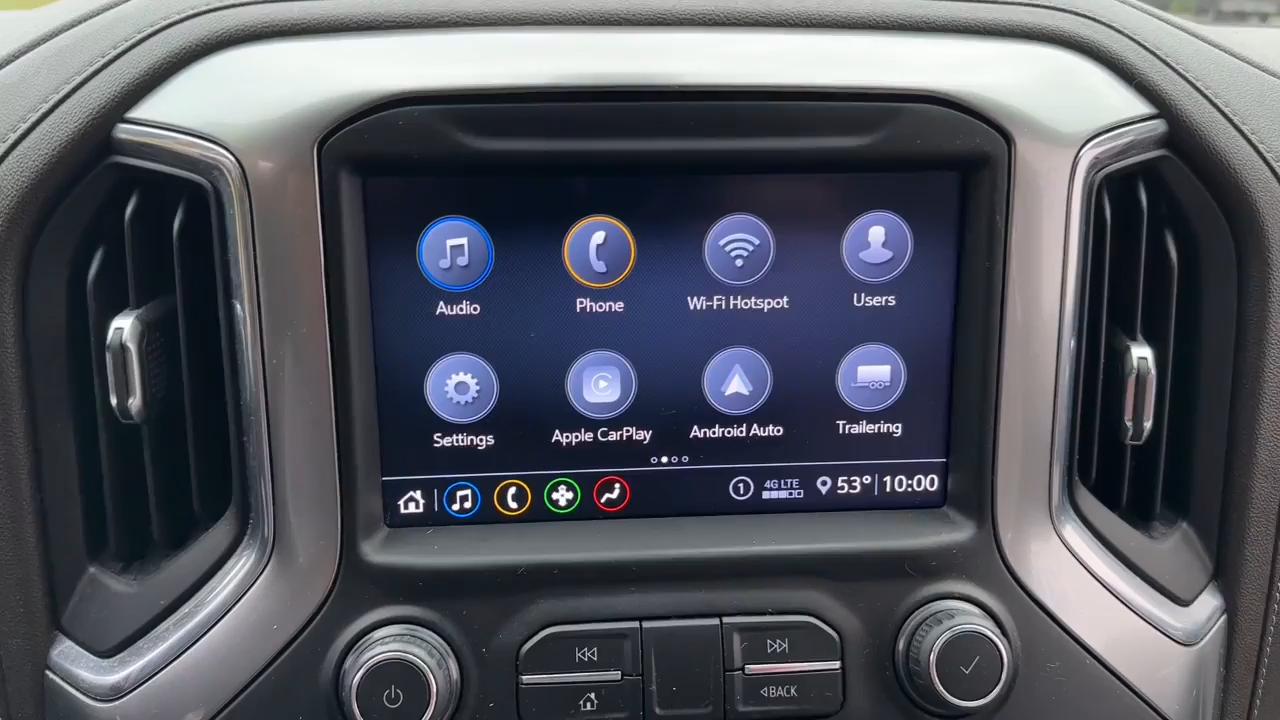 Audio Phone Wi-Fi Hotspot Users
Settings Apple CarPlay Android Auto Trailering
1 4G LTE 53° 10:00
BACK